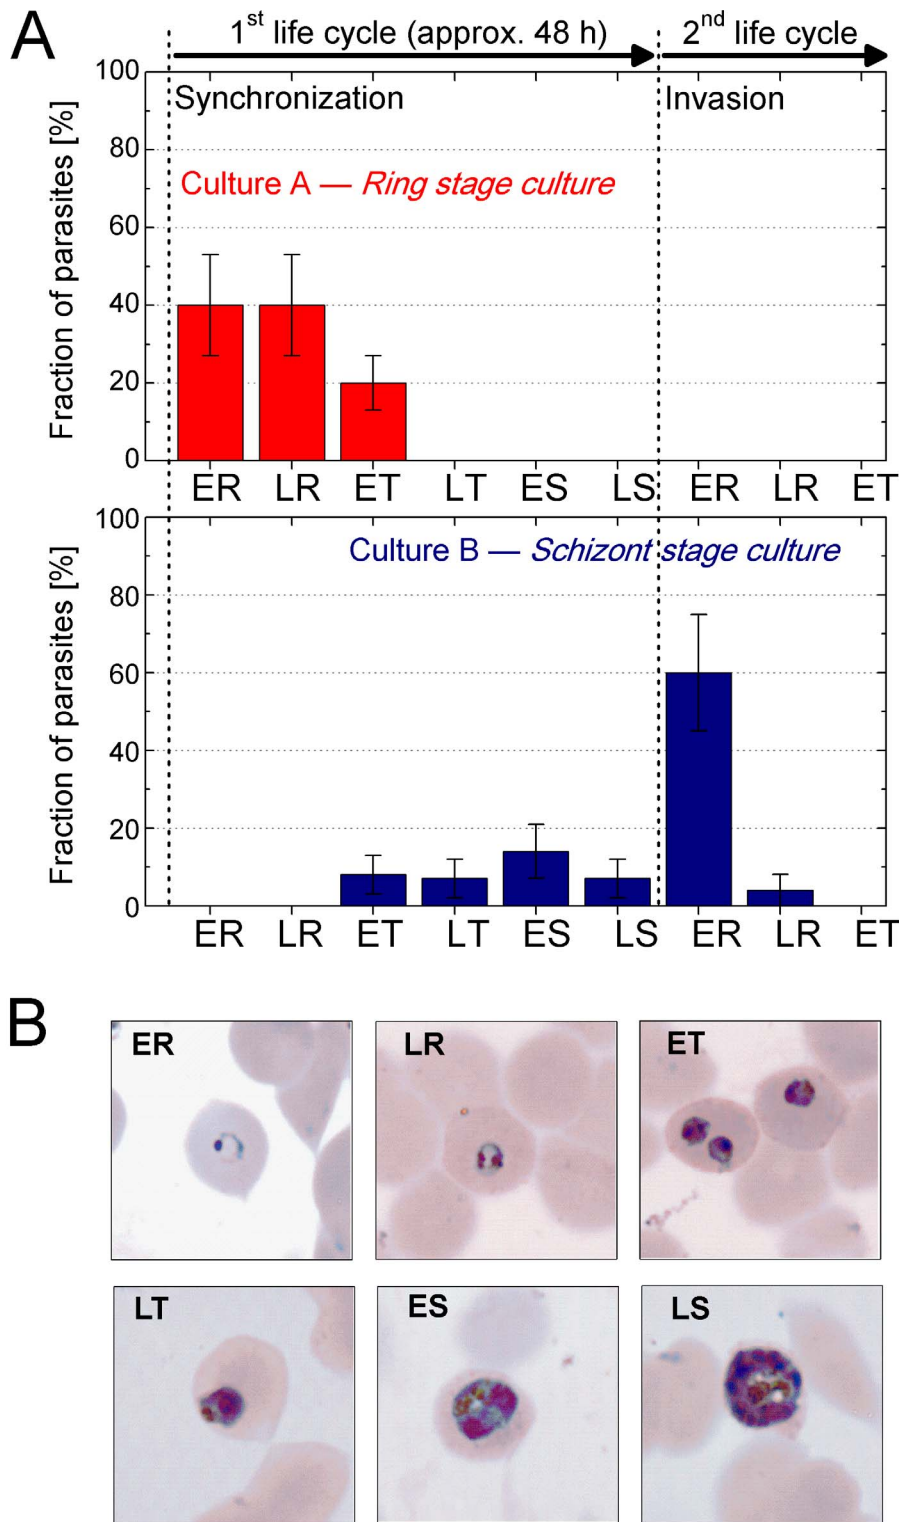 A
1st life cycle (approx. 48 h) 2nd life cycle
Synchronization Invasion
Culture A — Ring stage culture
Fraction of parasites [%]
100
80
60
40
20
0
ER LR ET LT ES LS ER LR ET
Culture B — Schizont stage culture
Fraction of parasites [%]
100
80
60
40
20
0
ER LR ET LT ES LS ER LR ET
B
ER LR ET
LT ES LS